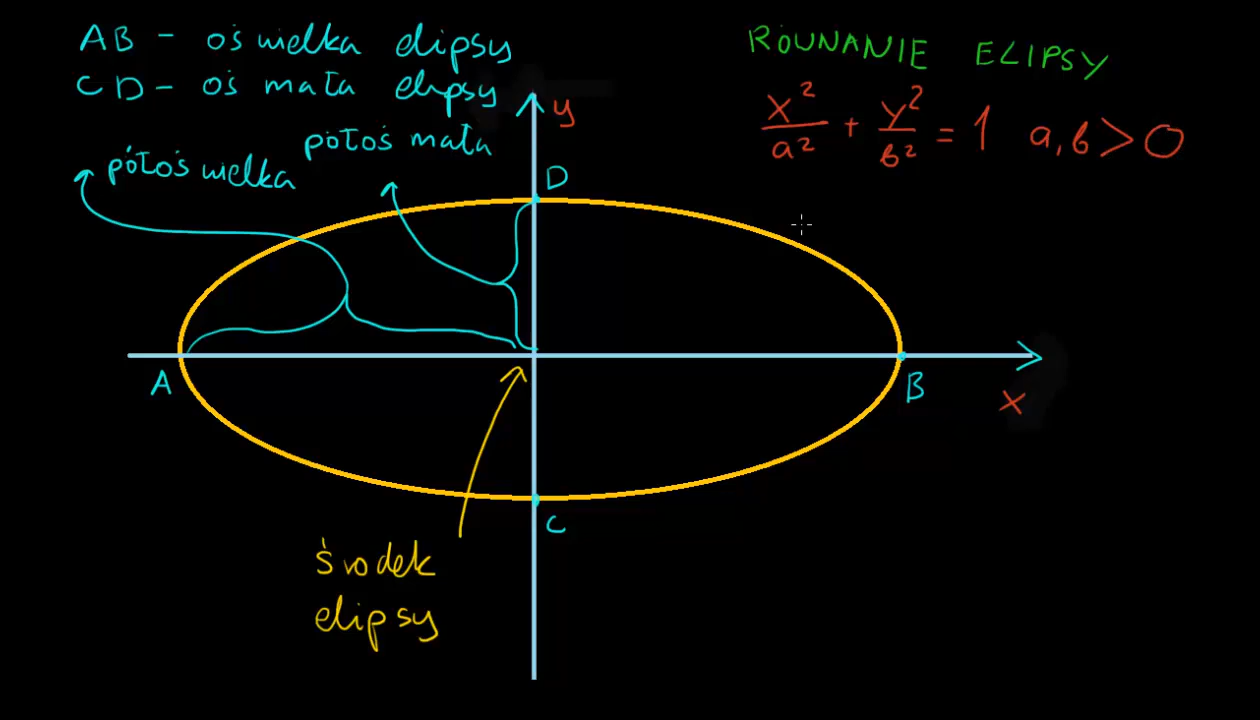 AB - oś wielka elipsy
CD - oś mała elipsy
półoś mała
półoś wielka
RÓWNANIE ELIPSY
x²/a² + y²/b² = 1 a, b > 0
y
D
A
B
x
C
środek
elipsy